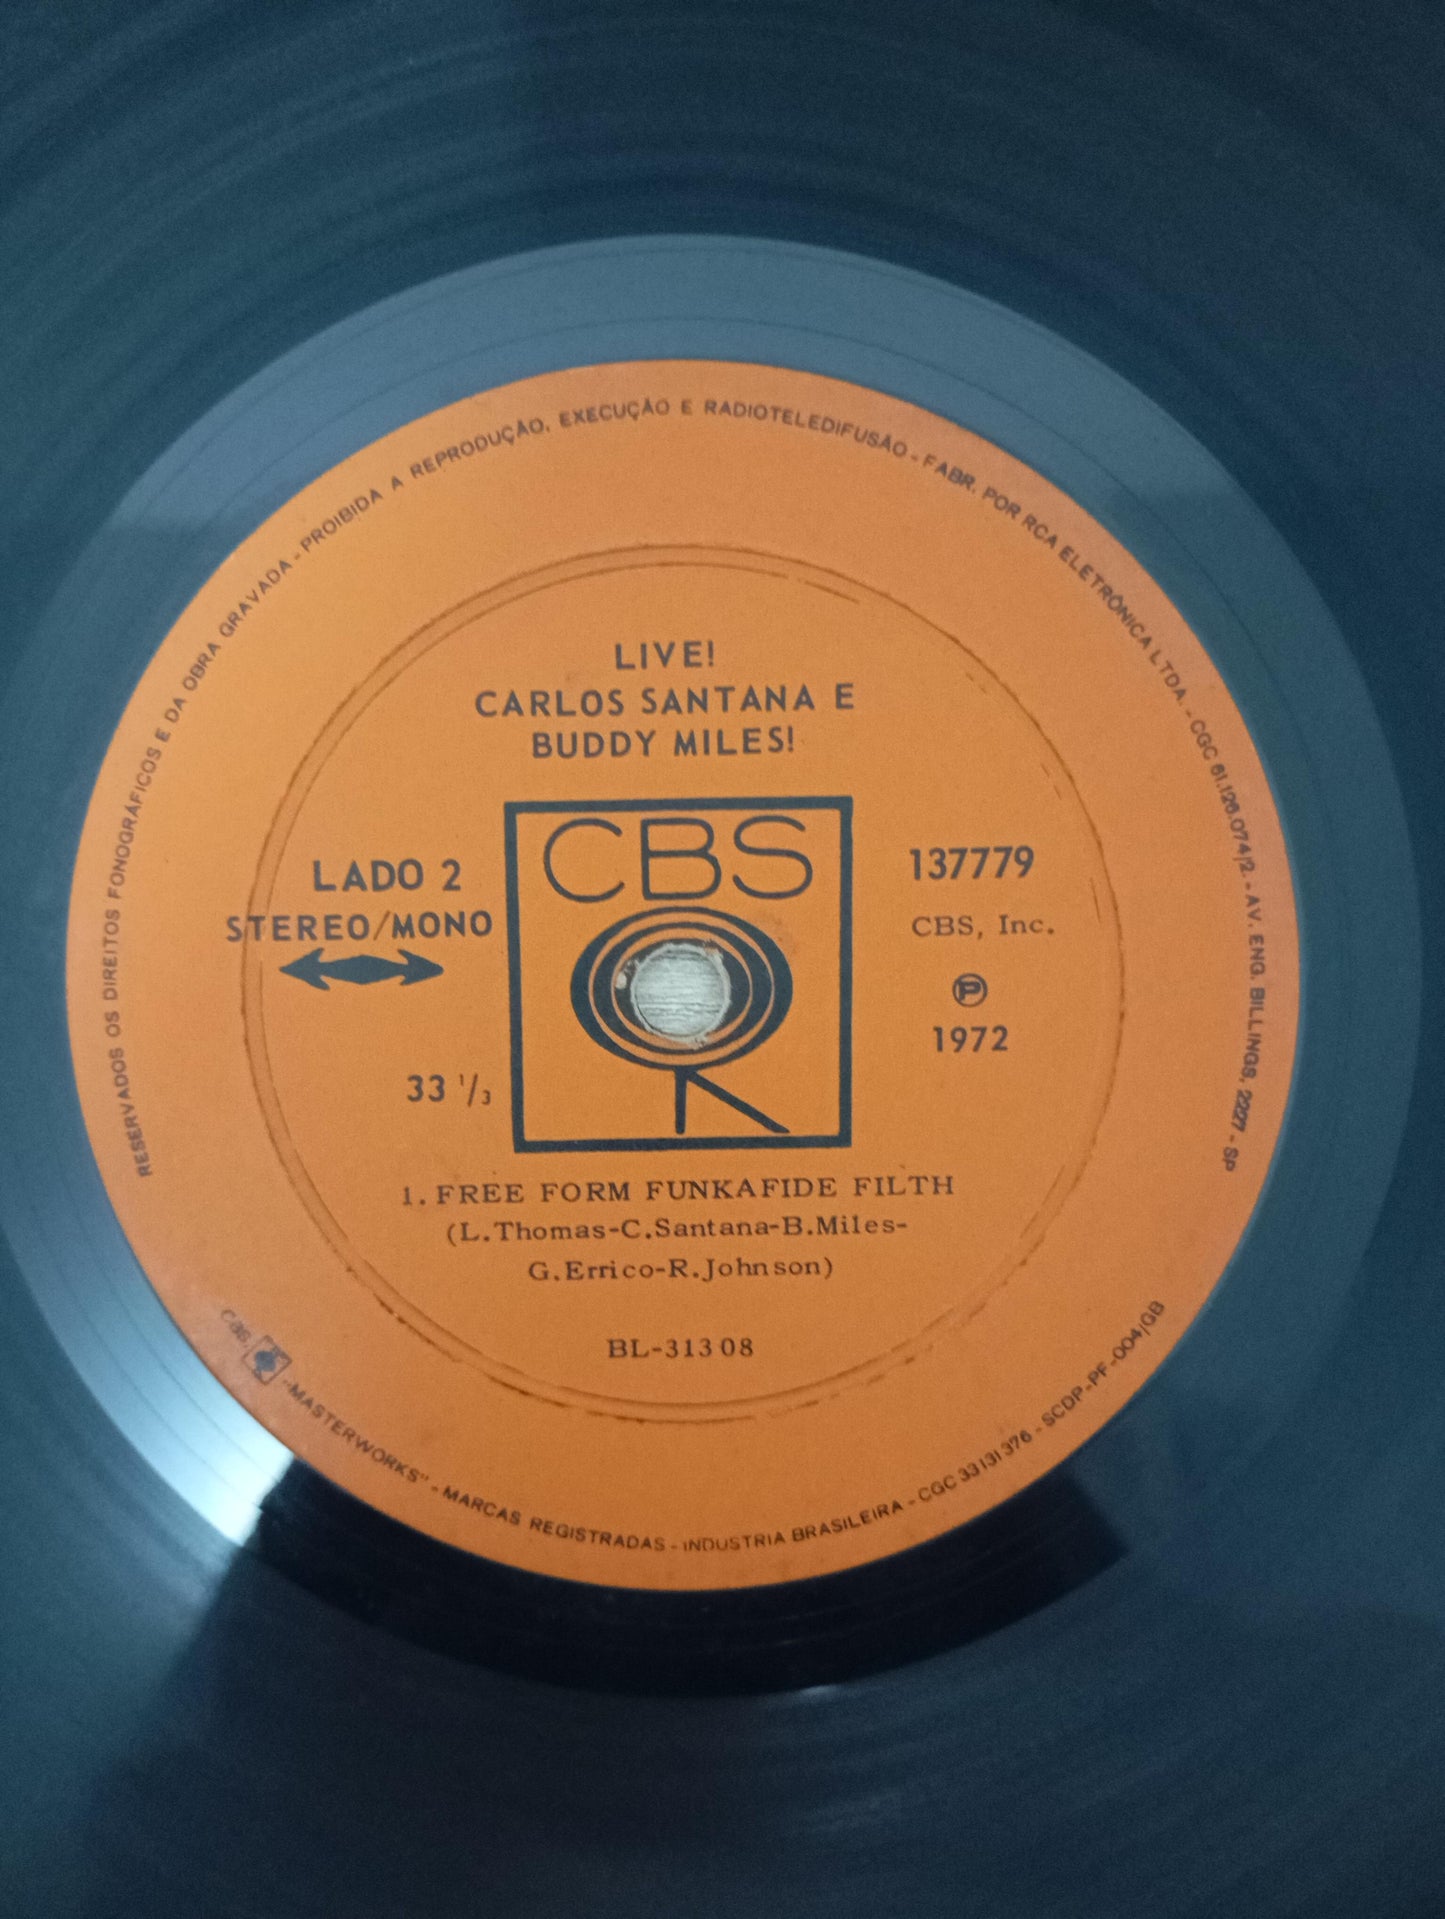 RESERVADOS OS DIREITOS FONOGRÁFICOS E DA OBRA GRAVADA - PROIBIDA A REPRODUÇÃO, EXECUÇÃO E RADIOTELEDIFUSÃO - FABR. POR RCA ELETRÔNICA LTDA. - CGC 61.126.074/2 - AV. ENG. BILLINGS, 2227 - SP
LIVE!
CARLOS SANTANA E
BUDDY MILES!
CBS
LADO 2
STEREO/MONO
33 1/3
137779
CBS, Inc.
Ⓟ
1972
1. FREE FORM FUNKAFIDE FILTH
(L.Thomas-C.Santana-B.Miles-
G.Errico-R.Johnson)
BL-31308
CBS, "MASTERWORKS" - MARCAS REGISTRADAS - INDUSTRIA BRASILEIRA - CGC 33131376 - SCDP-PF-004/GB